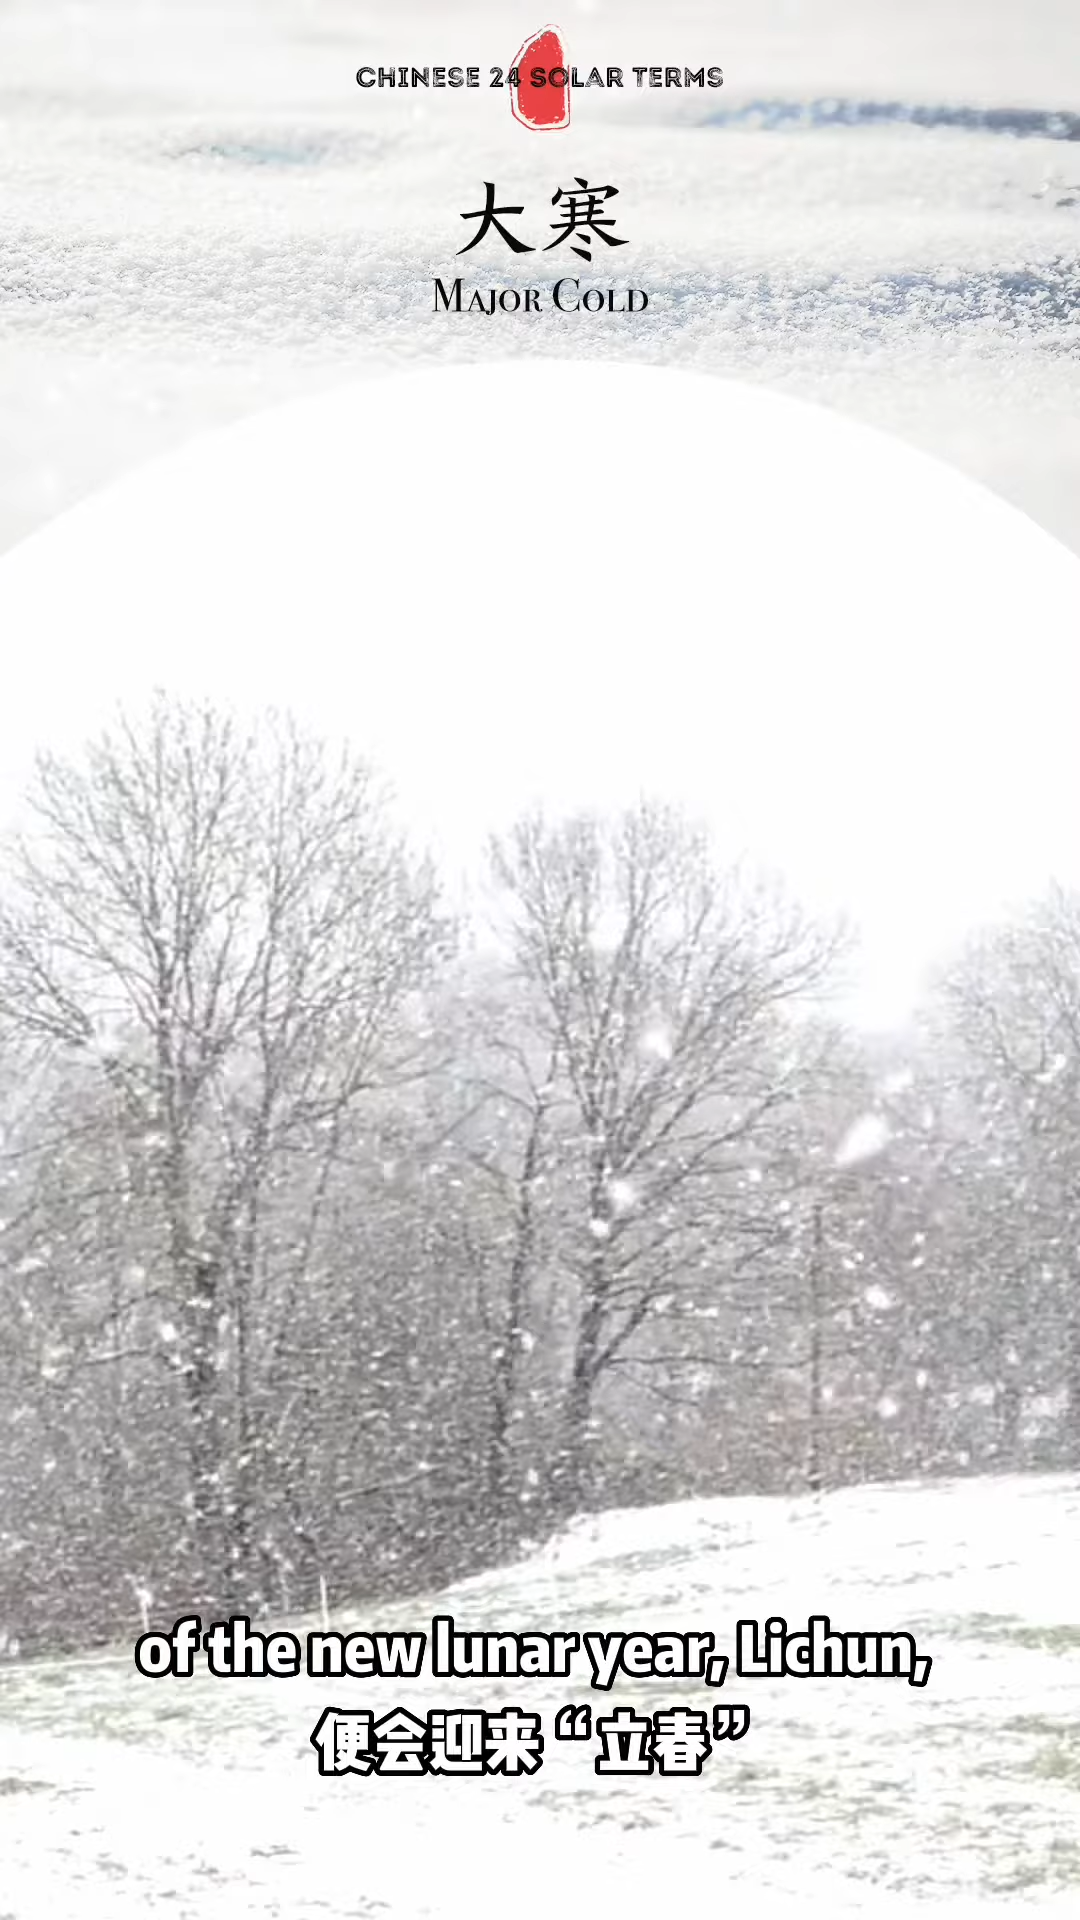 CHINESE 24 SOLAR TERMS
大寒
MAJOR COLD
of the new lunar year, Lichun,
便会迎来“立春”